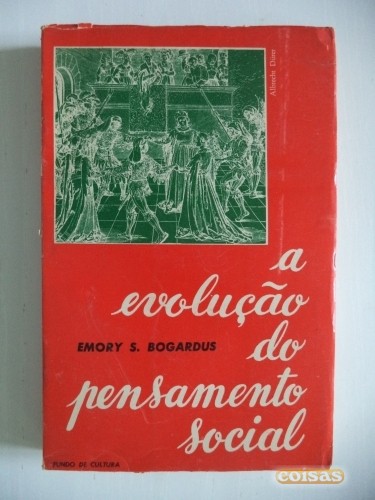 Albrecht Dürer
a
evolução
EMORY S. BOGARDUS
do
pensamento
social
FUNDO DE CULTURA
coisas